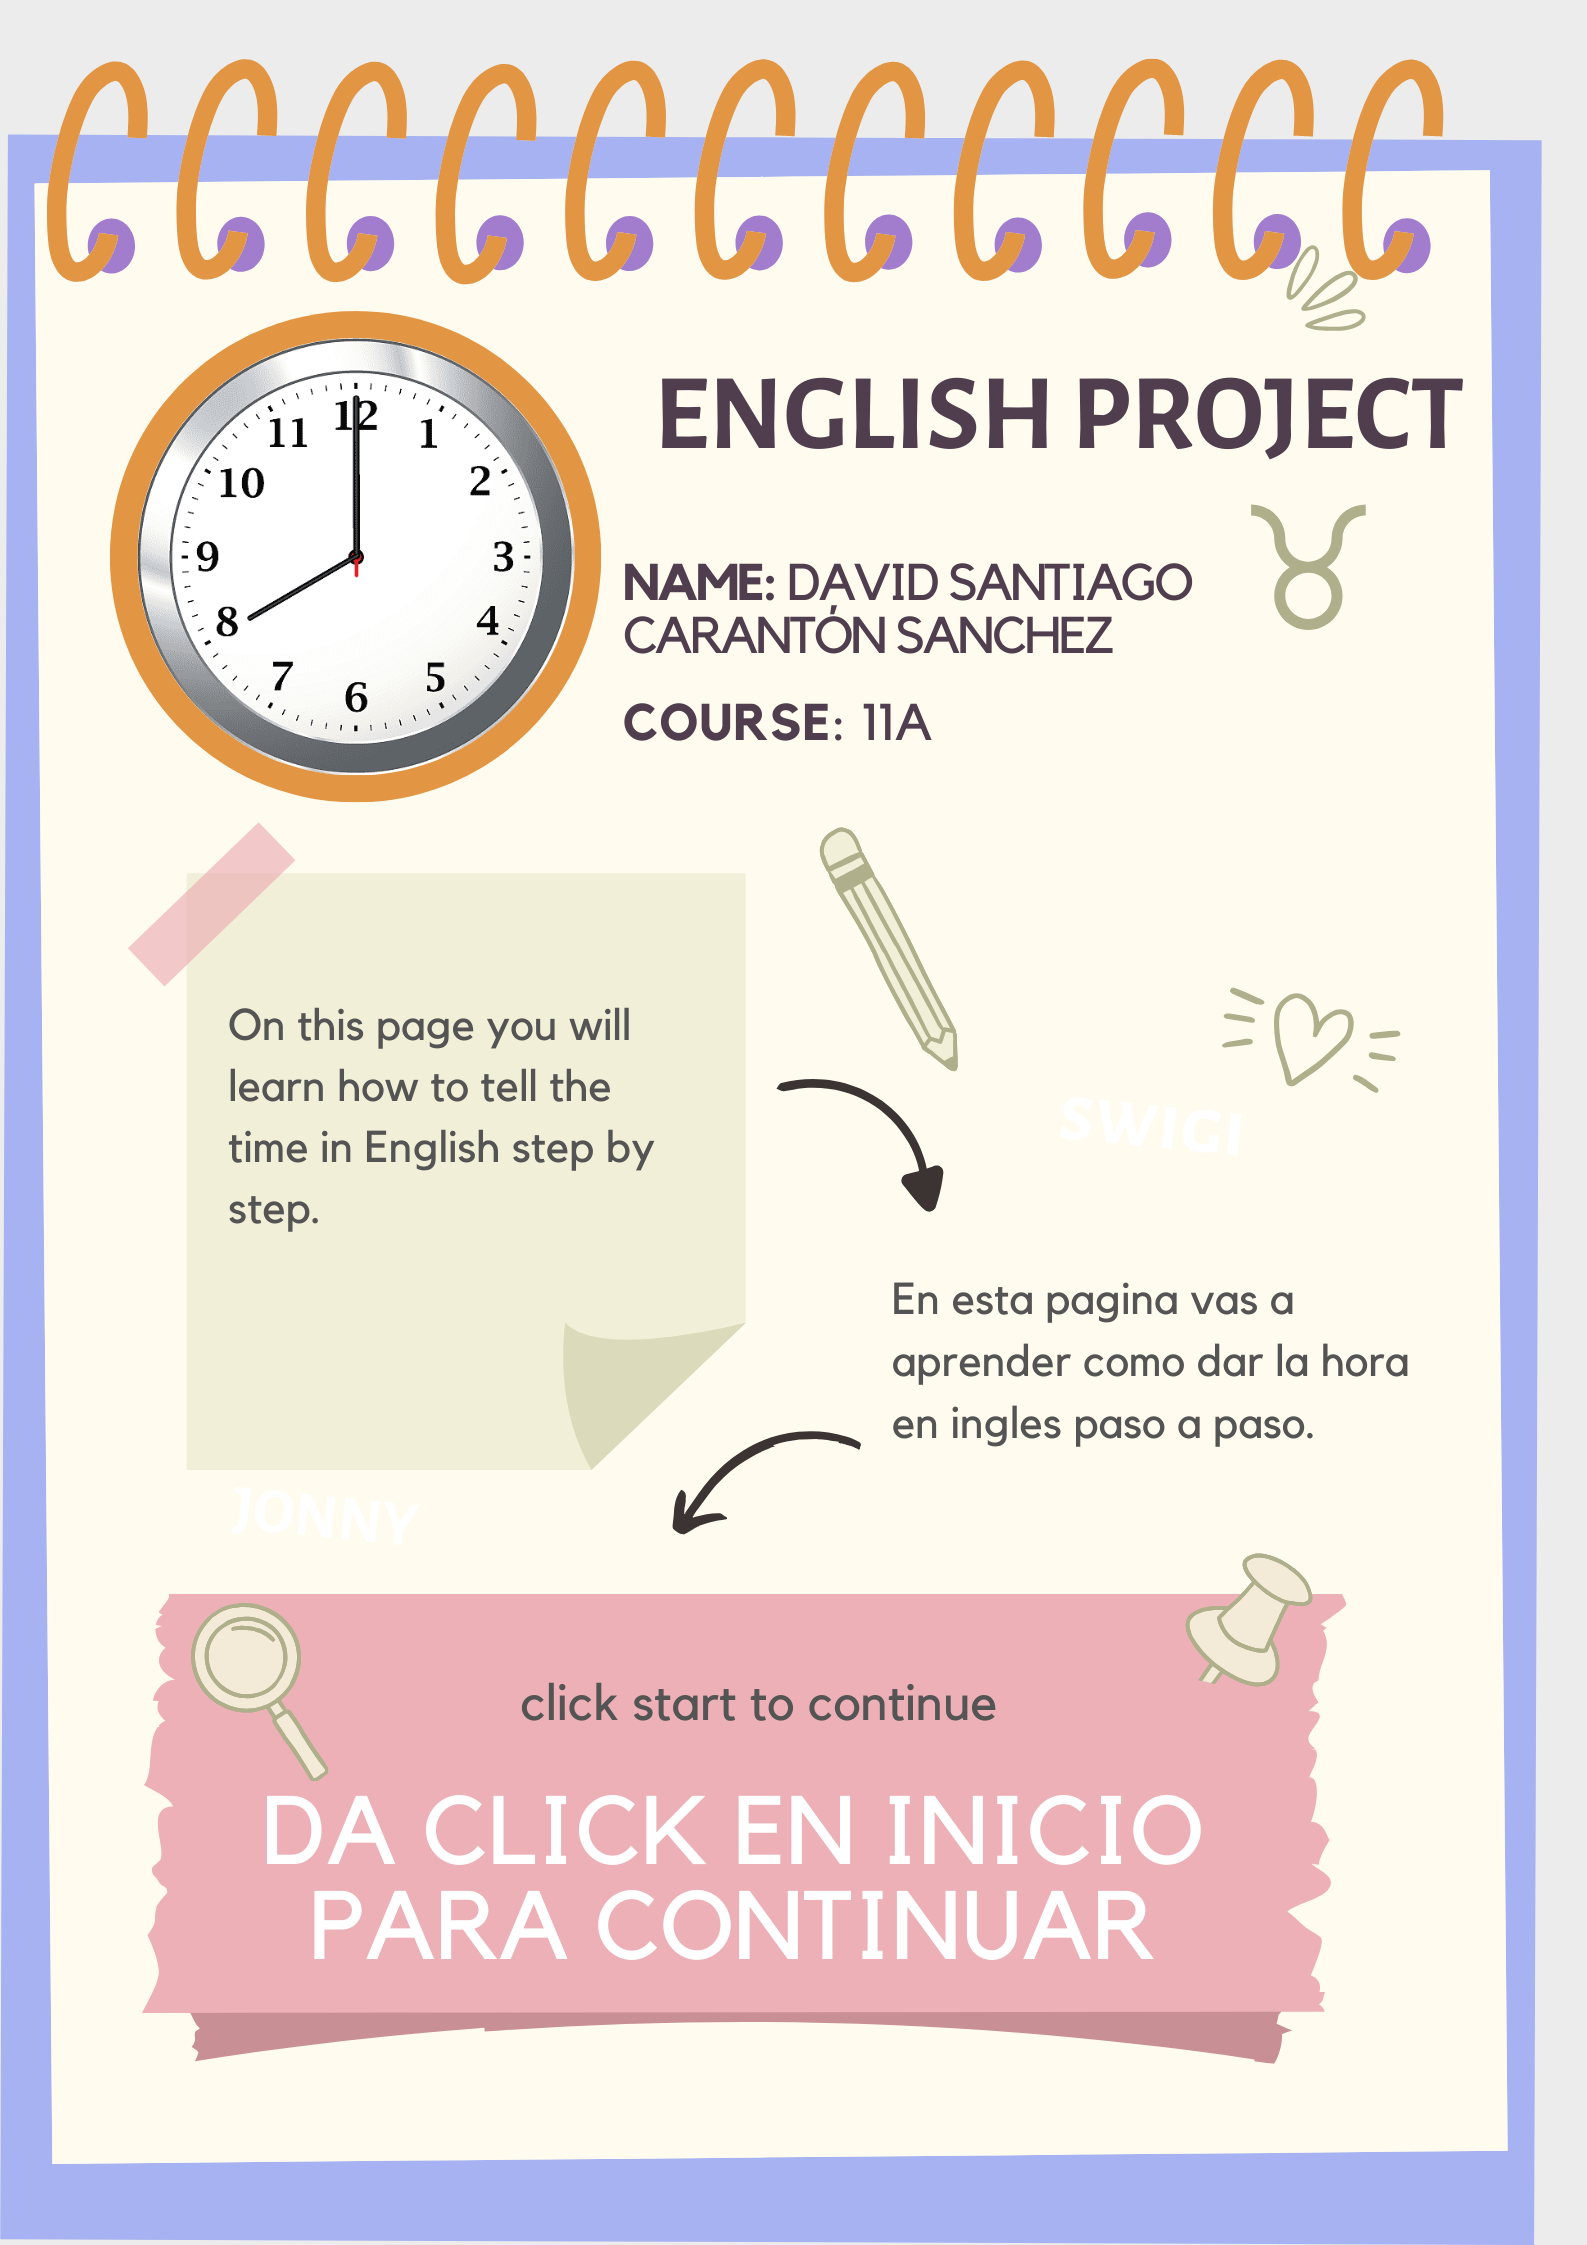 12
1
2
3
4
5
6
7
8
9
10
11
ENGLISH PROJECT
NAME: DAVID SANTIAGO
CARANTÓN SANCHEZ
COURSE: 11A
On this page you will
learn how to tell the
time in English step by
step.
SWIGI
En esta pagina vas a
aprender como dar la hora
en ingles paso a paso.
JONNY
click start to continue
DA CLICK EN INICIO
PARA CONTINUAR